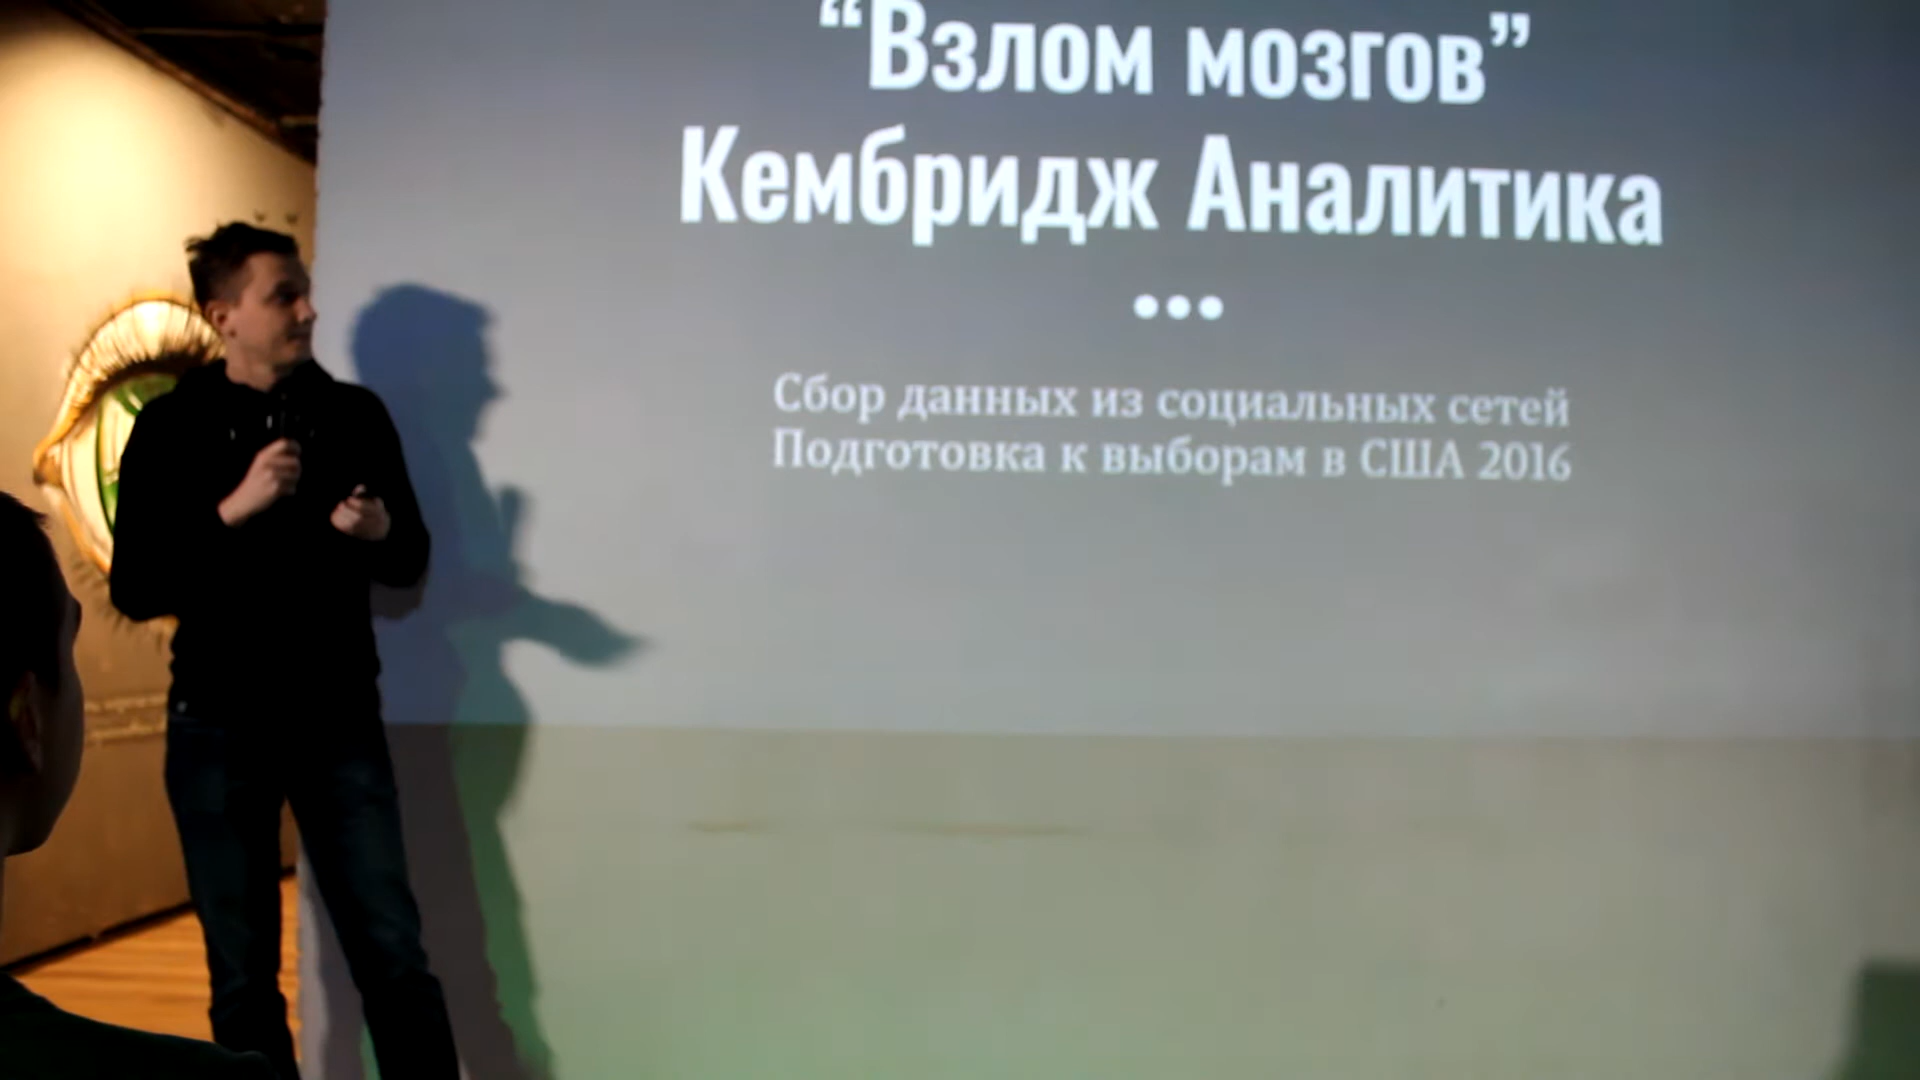 “Взлом мозгов”
Кембридж Аналитика
•••
Сбор данных из социальных сетей
Подготовка к выборам в США 2016